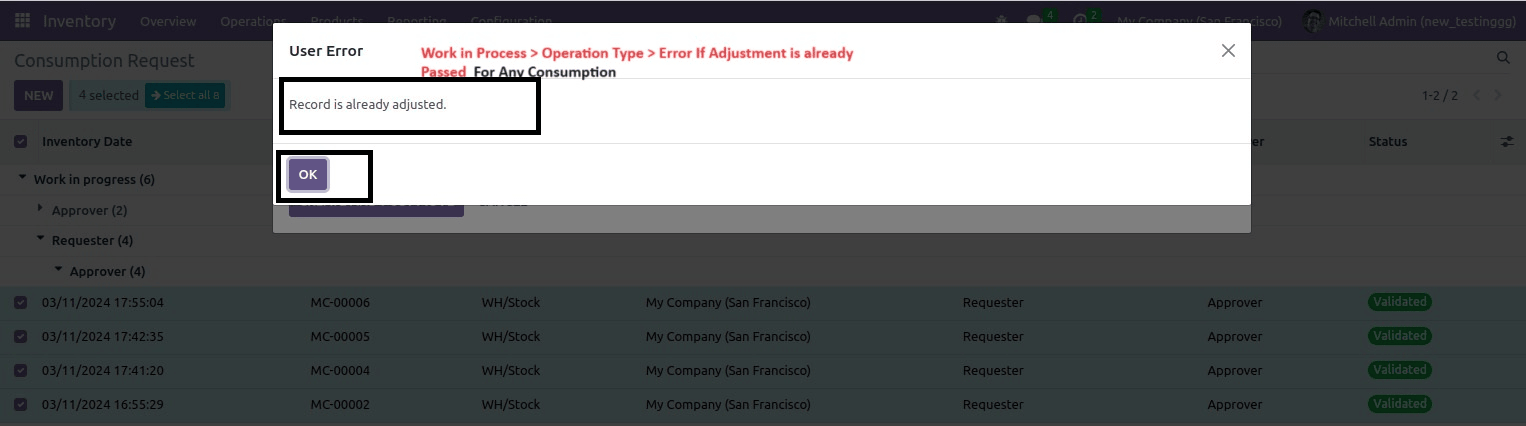 Inventory Overview Operations Products Reporting Configuration 4 2 My Company (San Francisco) Mitchell Admin (new_testinggg)
User Error
Work in Process > Operation Type > Error If Adjustment is already
Passed For Any Consumption
Consumption Request
NEW 4 selected Select all 8
Record is already adjusted.
1-2 / 2
Inventory Date Status
OK
Work in progress (6)
Approver (2)
Requester (4)
Approver (4)
03/11/2024 17:55:04 MC-00006 WH/Stock My Company (San Francisco) Requester Approver Validated
03/11/2024 17:42:35 MC-00005 WH/Stock My Company (San Francisco) Requester Approver Validated
03/11/2024 17:41:20 MC-00004 WH/Stock My Company (San Francisco) Requester Approver Validated
03/11/2024 16:55:29 MC-00002 WH/Stock My Company (San Francisco) Requester Approver Validated